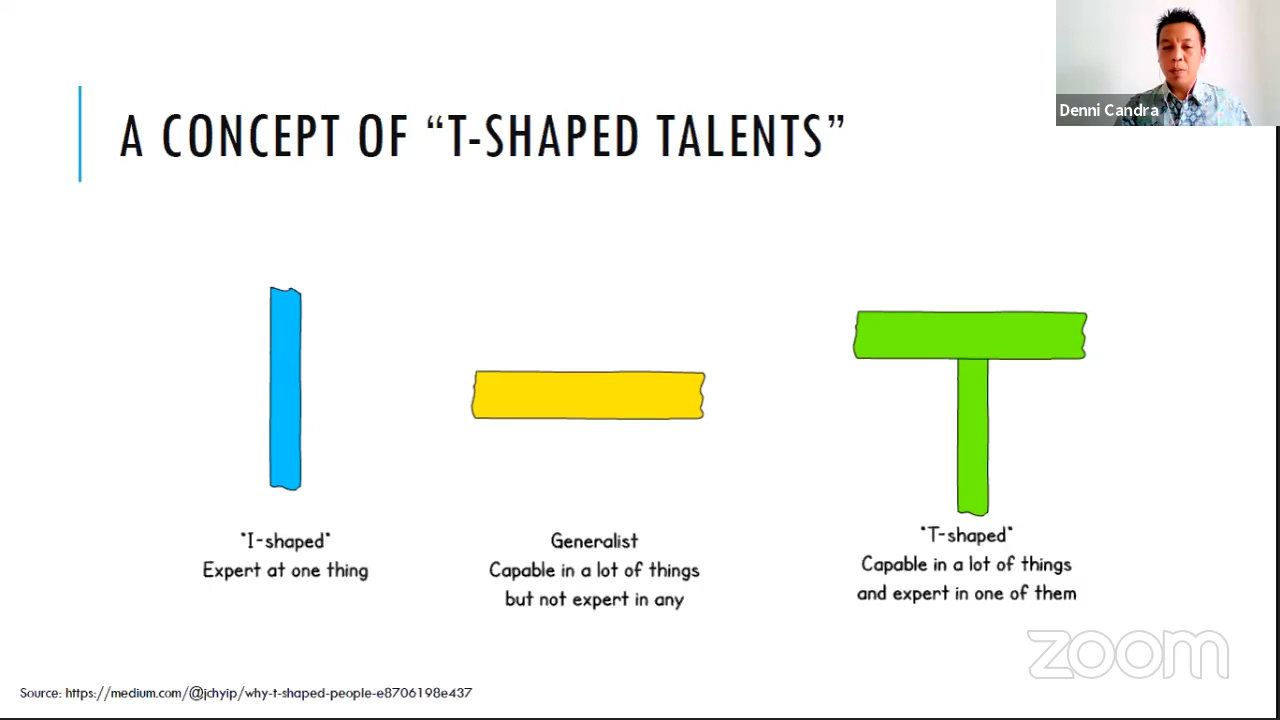 A CONCEPT OF “T-SHAPED TALENTS”
Denni Candra
"I-shaped"
Expert at one thing
Generalist
Capable in a lot of things
but not expert in any
"T-shaped"
Capable in a lot of things
and expert in one of them
zoom
Source: https://medium.com/@jchyip/why-t-shaped-people-e8706198e437